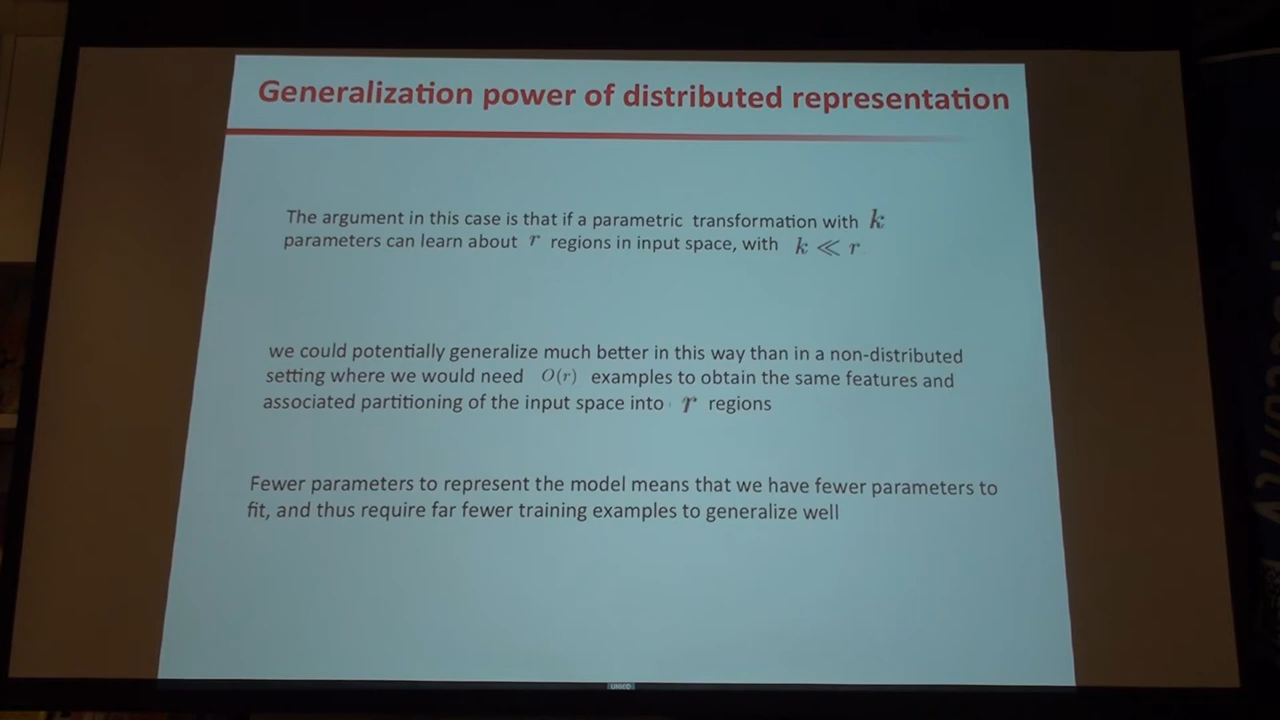 Generalization power of distributed representation
The argument in this case is that if a parametric transformation with k
parameters can learn about r regions in input space, with k ≪ r
we could potentially generalize much better in this way than in a non-distributed
setting where we would need O(r) examples to obtain the same features and
associated partitioning of the input space into r regions
Fewer parameters to represent the model means that we have fewer parameters to
fit, and thus require far fewer training examples to generalize well